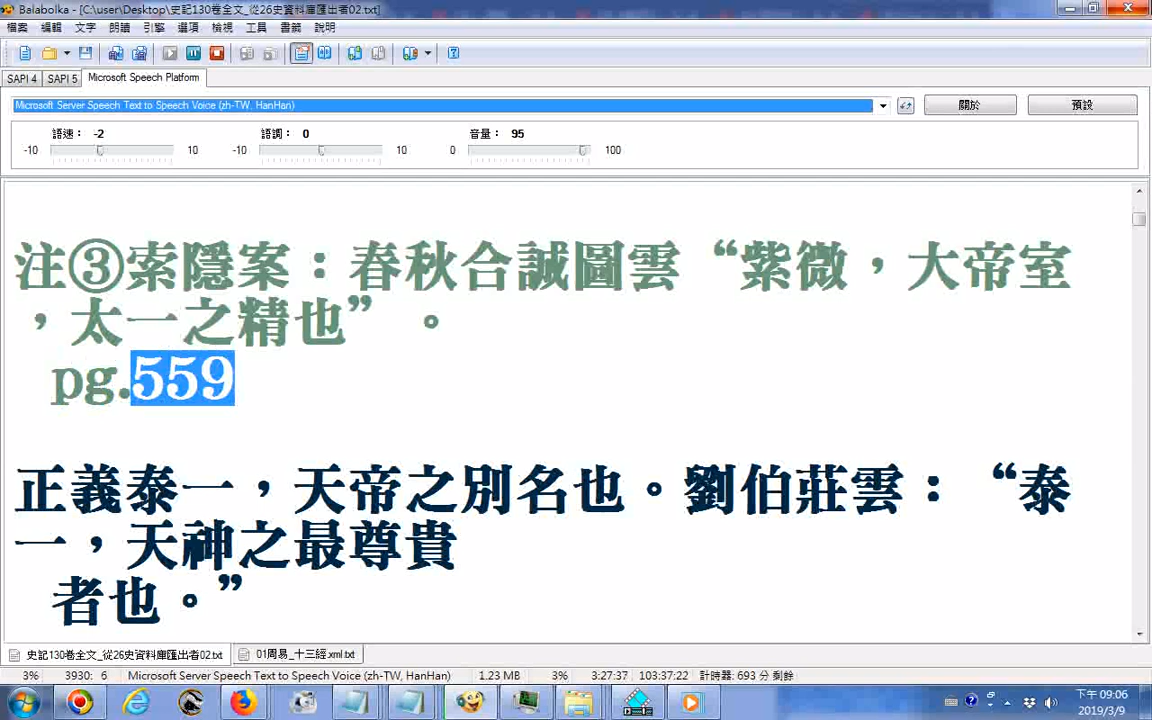 Balabolka - [C:\user\Desktop\史記130卷全文_從26史資料庫匯出者02.txt]
檔案 編輯 文字 朗讀 引擎 選項 檢視 工具 書籤 說明
SAPI 4 SAPI 5 Microsoft Speech Platform
Microsoft Server Speech Text to Speech Voice (zh-TW, HanHan) 關於 預設
語速： -2 語調： 0 音量： 95
-10 10 -10 10 0 100
注③索隱案：春秋合誠圖雲“紫微，大帝室
，太一之精也”。
pg.559
正義泰一，天帝之別名也。劉伯莊雲：“泰
一，天神之最尊貴
者也。”
史記130卷全文_從26史資料庫匯出者02.txt 01周易_十三經.xml.txt
3% 3930: 6 Microsoft Server Speech Text to Speech Voice (zh-TW, HanHan) 1.23 MB 3% 3:27:37 103:37:22 計時器: 693 分 剩餘
下午 09:06
2019/3/9